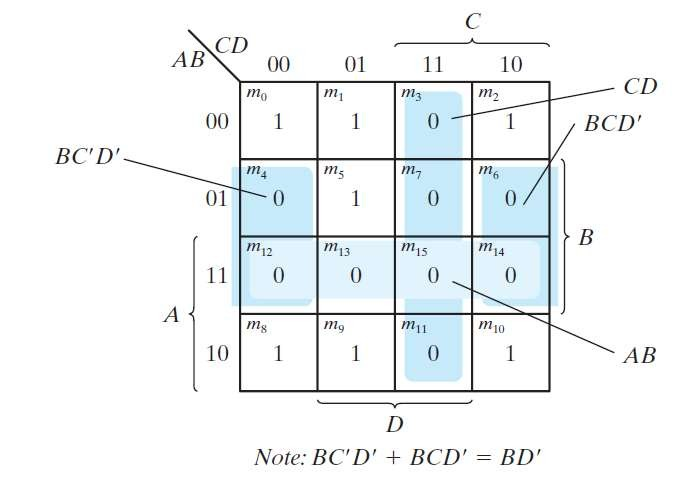 C
AB CD 00 01 11 10
CD
m0 m1 m3 m2
00 1 1 0 1
BCD′
BC′D′
m4 m5 m7 m6
01 0 1 0 0
B
m12 m13 m15 m14
11 0 0 0 0
A
m8 m9 m11 m10
10 1 1 0 1
AB
D
Note: BC′D′ + BCD′ = BD′